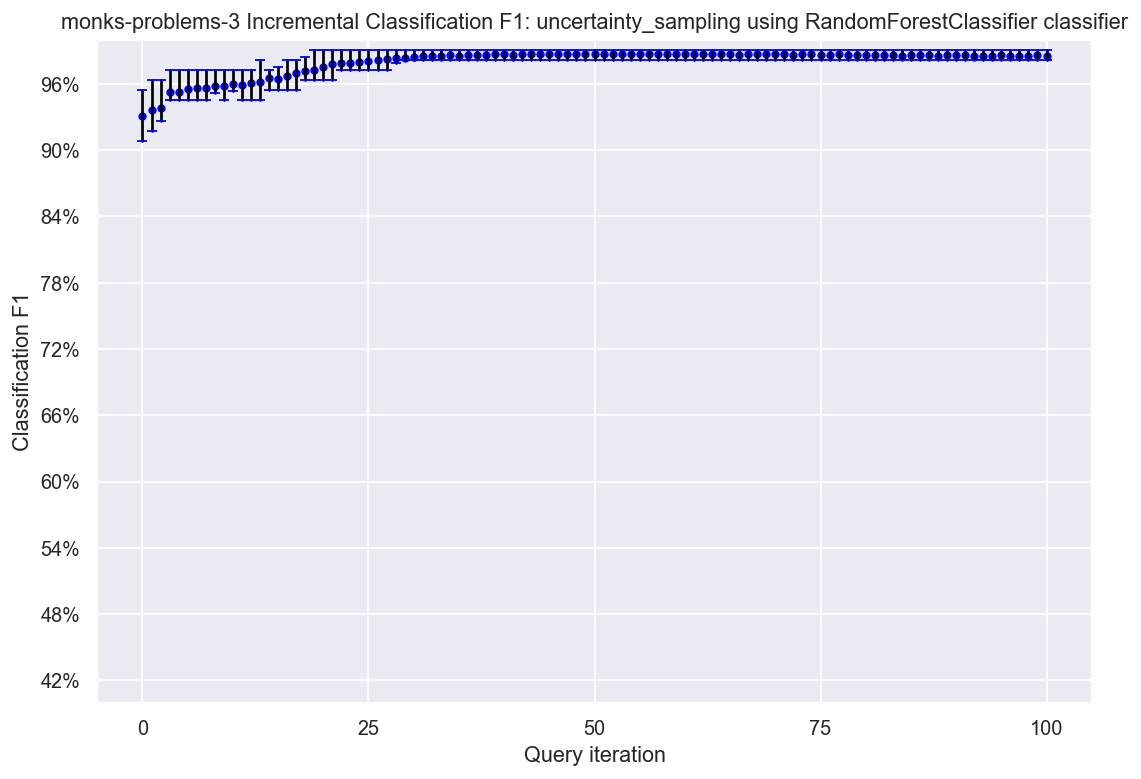 monks-problems-3 Incremental Classification F1: uncertainty_sampling using RandomForestClassifier classifier
96%
90%
84%
78%
72%
66%
60%
54%
48%
42%
Classification F1
0 25 50 75 100
Query iteration